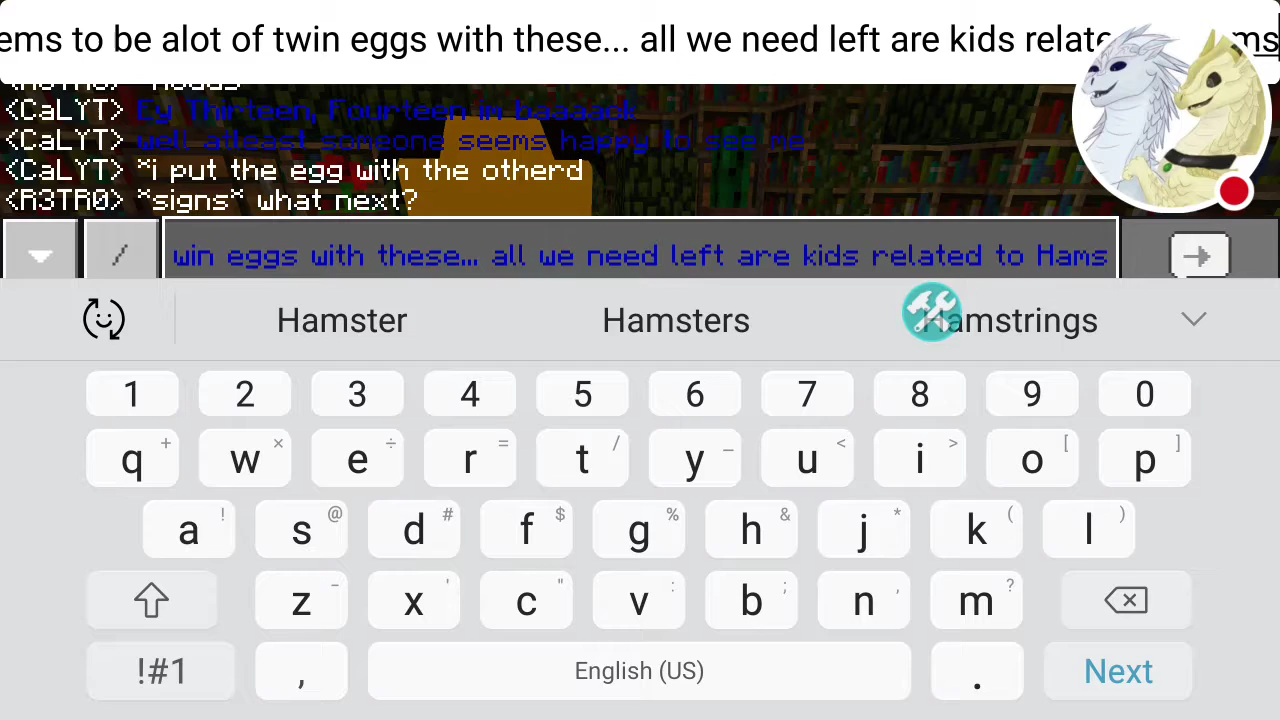 ems to be alot of twin eggs with these... all we need left are kids relate ms
<CaLYT> Ey Thirteen, Fourteen im baaaack
<CaLYT> well atleast someone seems happy to see me
<CaLYT> *i put the egg with the otherd
<R3TR0> *signs* what next?
/ win eggs with these... all we need left are kids related to Hams
Hamster Hamsters Hamstrings
1 2 3 4 5 6 7 8 9 0
q + w × e ÷ r = t / y _ u < i > o [ p ]
a ! s @ d # f $ g % h & j * k ( l )
z - x ' c " v : b ; n , m ?
!#1 , English (US) . Next